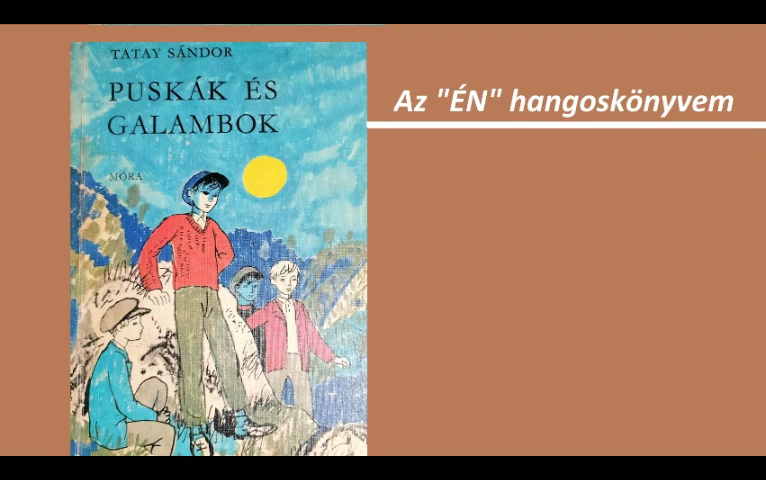 TATAY SÁNDOR
PUSKÁK ÉS
GALAMBOK
MÓRA
Az "ÉN" hangoskönyvem